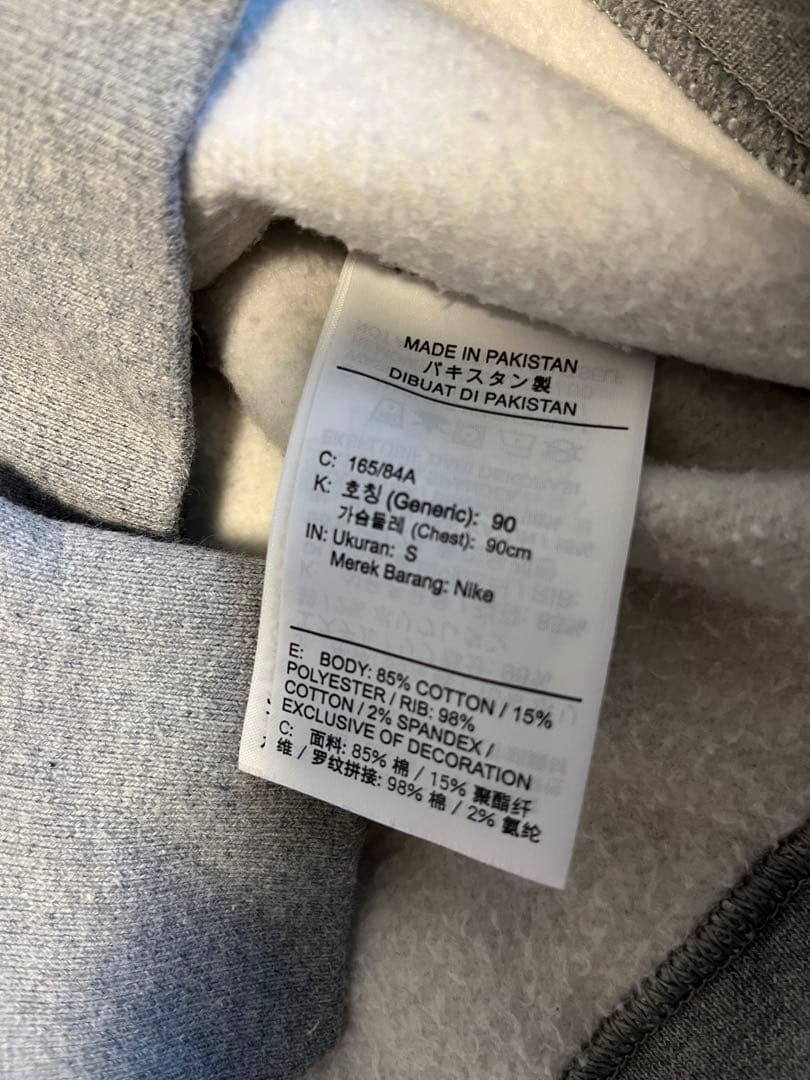 MADE IN PAKISTAN
パキスタン製
DIBUAT DI PAKISTAN
C: 165/84A
K: 호칭 (Generic): 90
가슴둘레 (Chest): 90cm
IN: Ukuran: S
Merek Barang: Nike
E: BODY: 85% COTTON / 15%
POLYESTER / RIB: 98%
COTTON / 2% SPANDEX /
EXCLUSIVE OF DECORATION
C: 面料: 85% 棉 / 15% 聚酯纤
维 / 罗纹拼接: 98% 棉 / 2% 氨纶